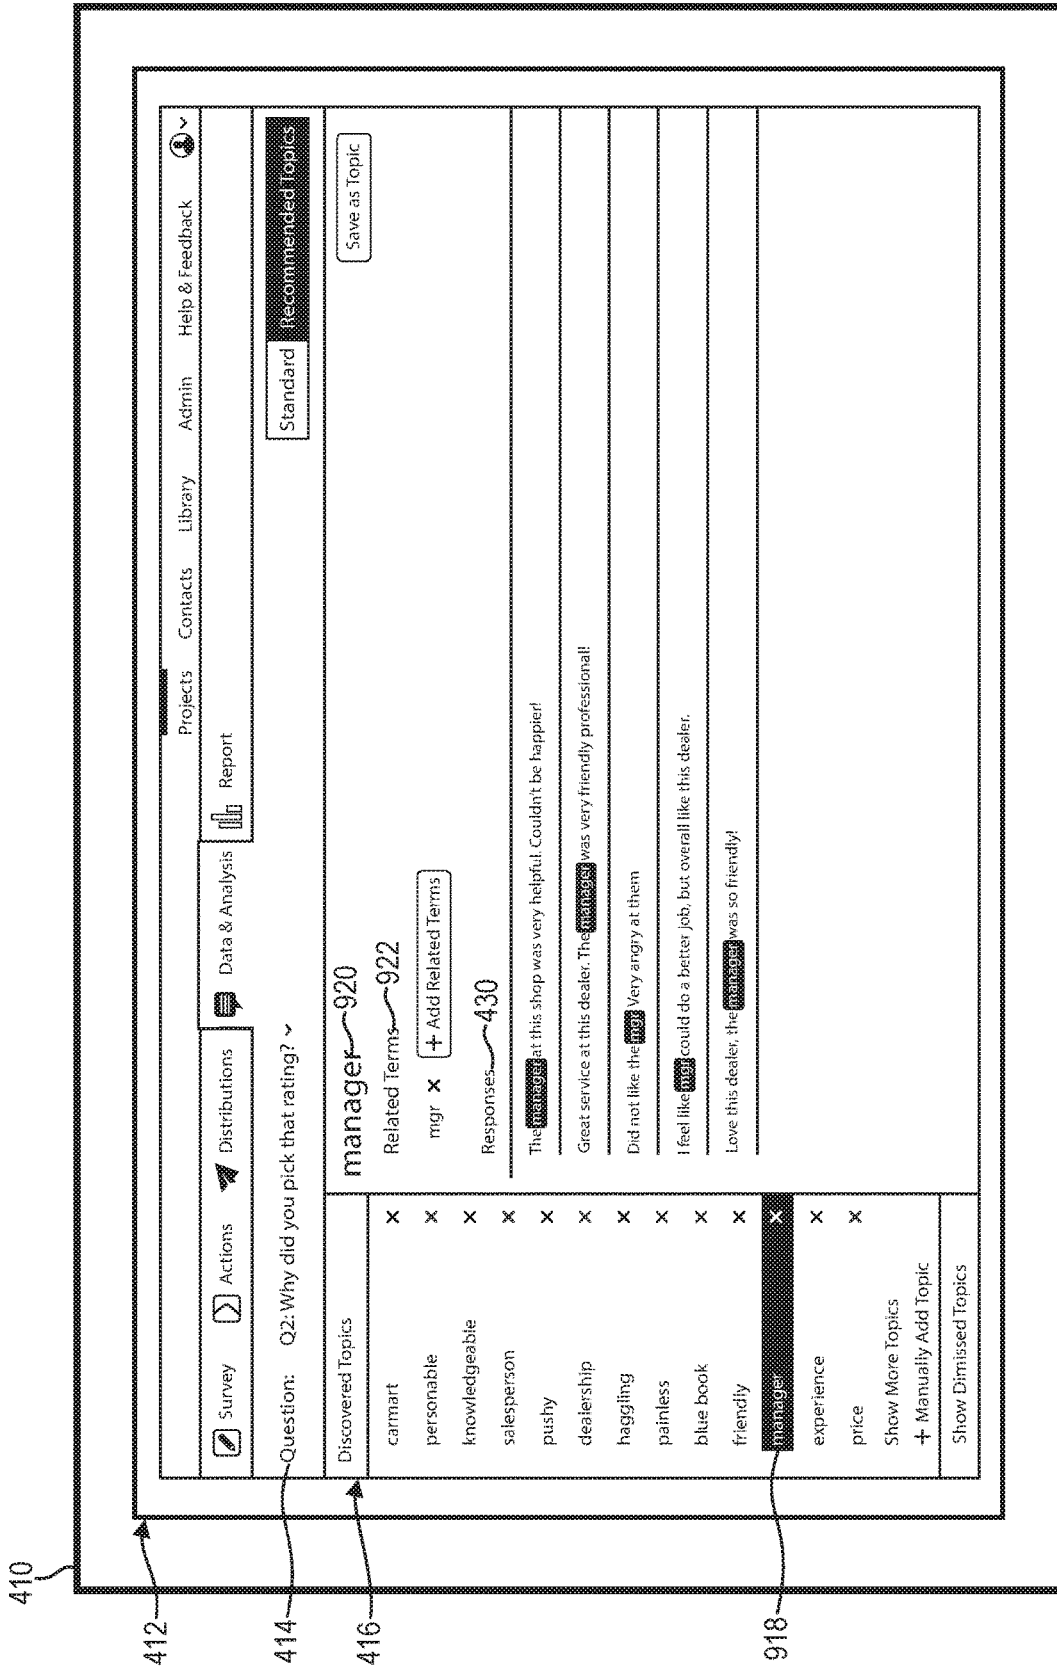 410
412
414
416
918
Projects Contacts Library Admin Help & Feedback
Survey Actions Distributions Data & Analysis Report
Question: Q2: Why did you pick that rating?
Standard Recommended Topics
Discovered Topics
carmart ×
personable ×
knowledgeable ×
salesperson ×
pushy ×
dealership ×
haggling ×
painless ×
blue book ×
friendly ×
manager ×
experience ×
price ×
Show More Topics
+ Manually Add Topic
Show Dimissed Topics
manager 920
Save as Topic
Related Terms 922
mgr × + Add Related Terms
Responses 430
The manager at this shop was very helpful. Couldn't be happier!
Great service at this dealer. The manager was very friendly professional!
Did not like the mgr Very angry at them
I feel like mgr could do a better job, but overall like this dealer.
Love this dealer, the manager was so friendly!